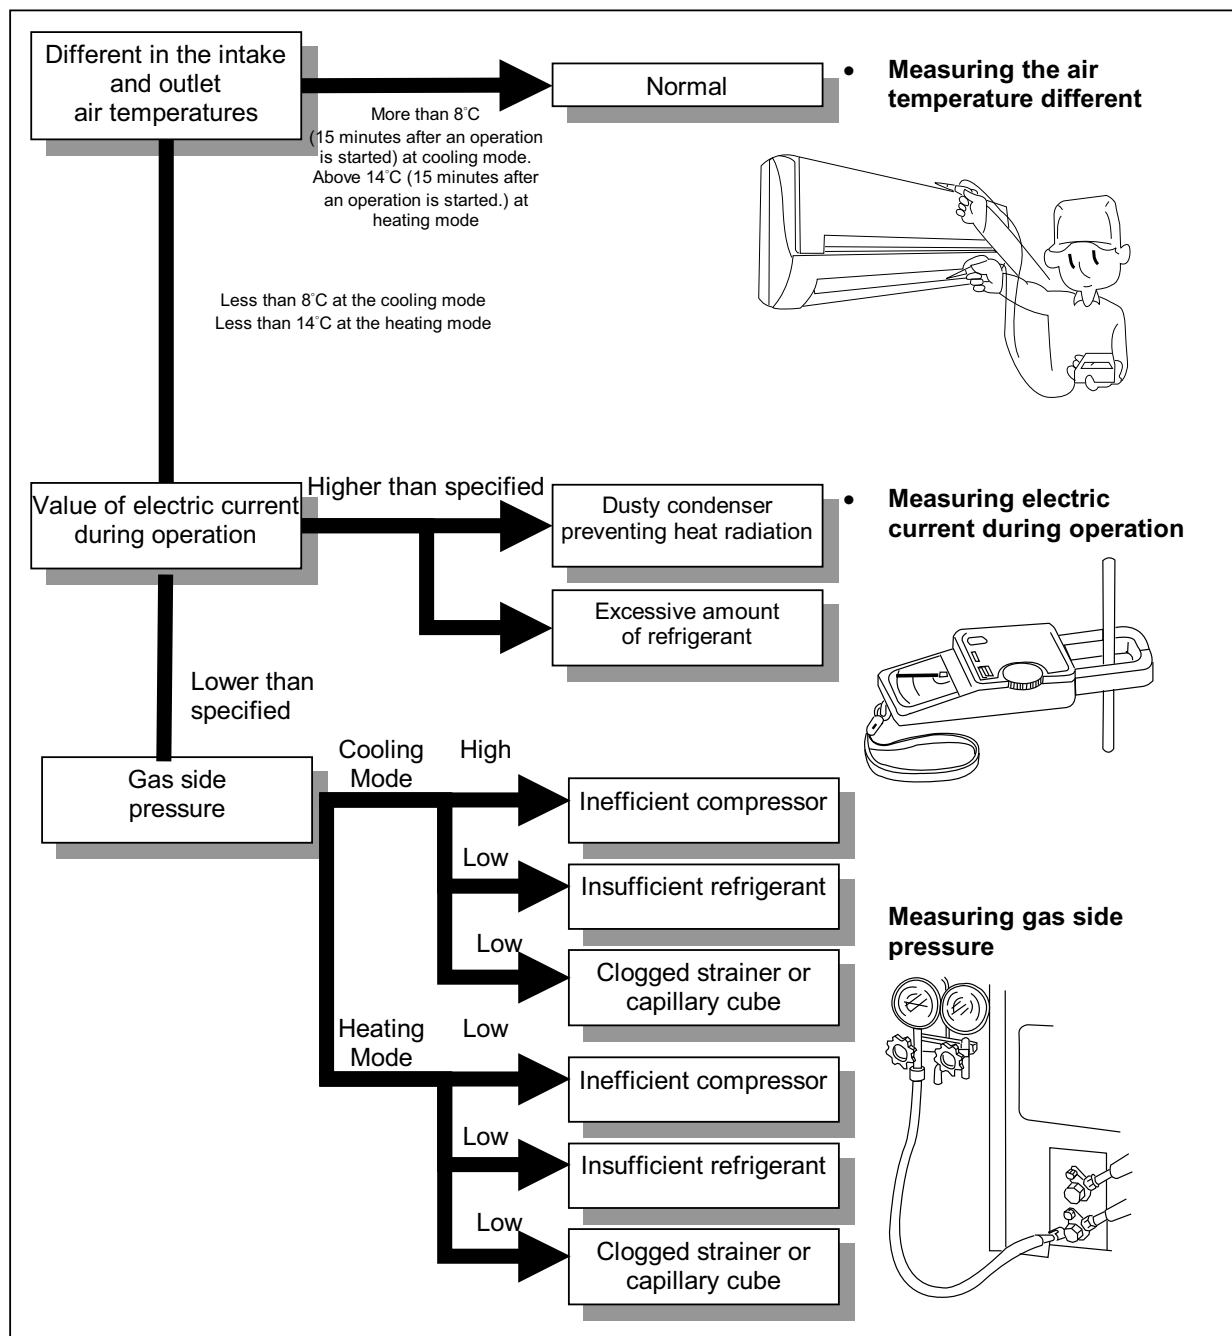 Different in the intake
and outlet
air temperatures
Normal
More than 8°C
(15 minutes after an operation
is started) at cooling mode.
Above 14°C (15 minutes after
an operation is started.) at
heating mode
• Measuring the air
temperature different
Less than 8°C at the cooling mode
Less than 14°C at the heating mode
Value of electric current
during operation
Higher than specified
Dusty condenser
preventing heat radiation
• Measuring electric
current during operation
Excessive amount
of refrigerant
Lower than
specified
Gas side
pressure
Cooling
Mode
High
Inefficient compressor
Low
Insufficient refrigerant
Low
Clogged strainer or
capillary cube
Measuring gas side
pressure
Heating
Mode
Low
Inefficient compressor
Low
Insufficient refrigerant
Low
Clogged strainer or
capillary cube